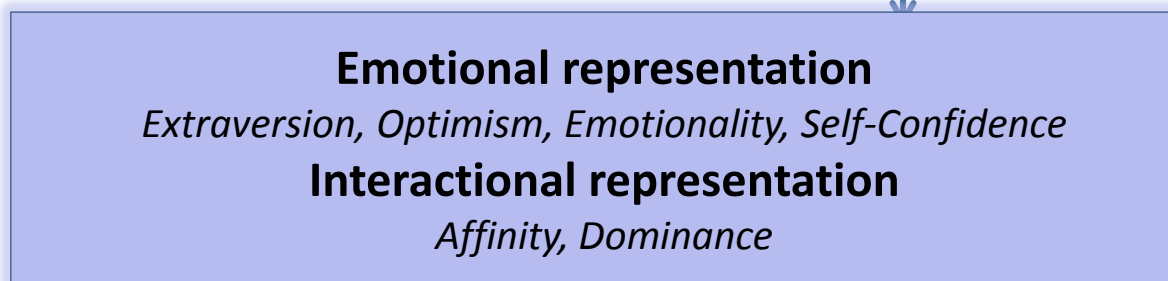 Emotional representation
Extraversion, Optimism, Emotionality, Self-Confidence
Interactional representation
Affinity, Dominance